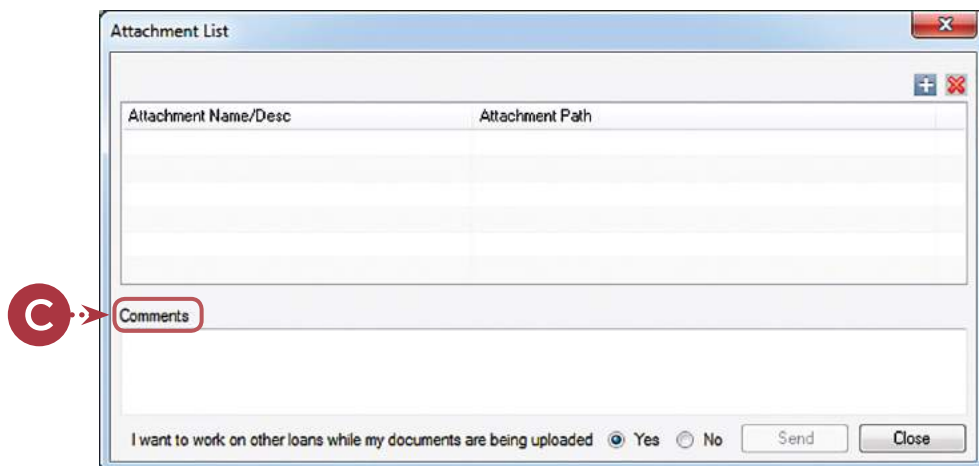 Attachment List
Attachment Name/Desc Attachment Path
C
Comments
I want to work on other loans while my documents are being uploaded Yes No Send Close